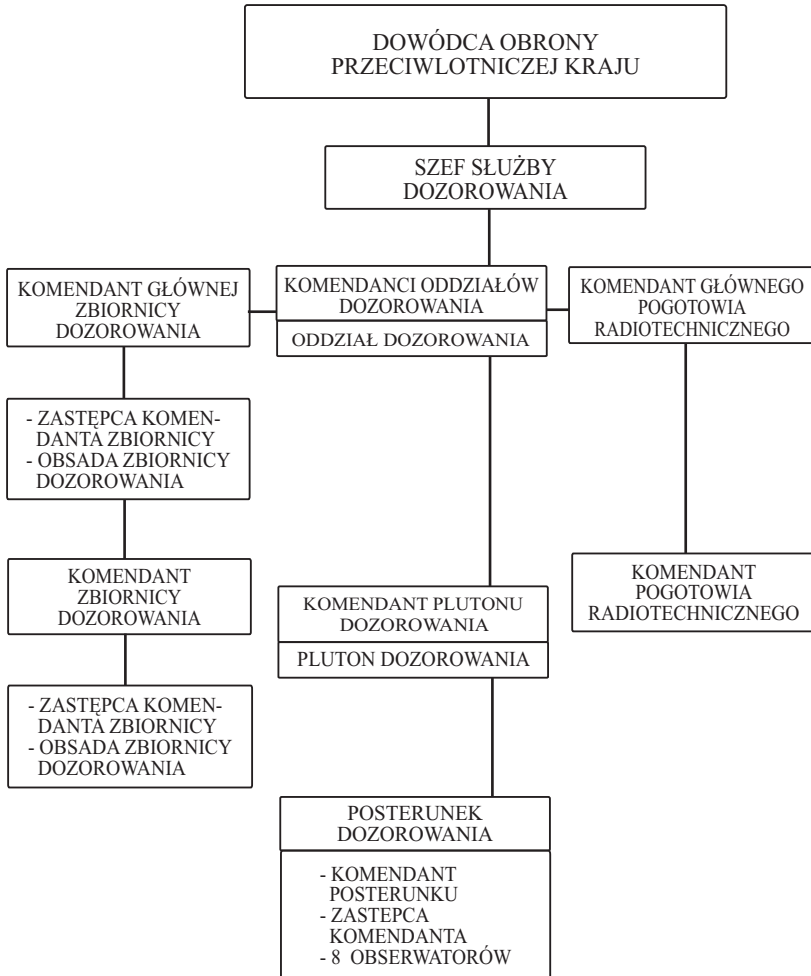 DOWÓDCA OBRONY
PRZECIWLOTNICZEJ KRAJU
SZEF SŁUŻBY
DOZOROWANIA
KOMENDANT GŁÓWNEJ
ZBIORNICY
DOZOROWANIA
KOMENDANCI ODDZIAŁÓW
DOZOROWANIA
ODDZIAŁ DOZOROWANIA
KOMENDANT GŁÓWNEGO
POGOTOWIA
RADIOTECHNICZNEGO
- ZASTĘPCA KOMEN-
DANTA ZBIORNICY
- OBSADA ZBIORNICY
DOZOROWANIA
KOMENDANT
ZBIORNICY
DOZOROWANIA
KOMENDANT PLUTONU
DOZOROWANIA
PLUTON DOZOROWANIA
KOMENDANT
POGOTOWIA
RADIOTECHNICZNEGO
- ZASTĘPCA KOMEN-
DANTA ZBIORNICY
- OBSADA ZBIORNICY
DOZOROWANIA
POSTERUNEK
DOZOROWANIA
- KOMENDANT
POSTERUNKU
- ZASTEPCA
KOMENDANTA
- 8 OBSERWATORÓW